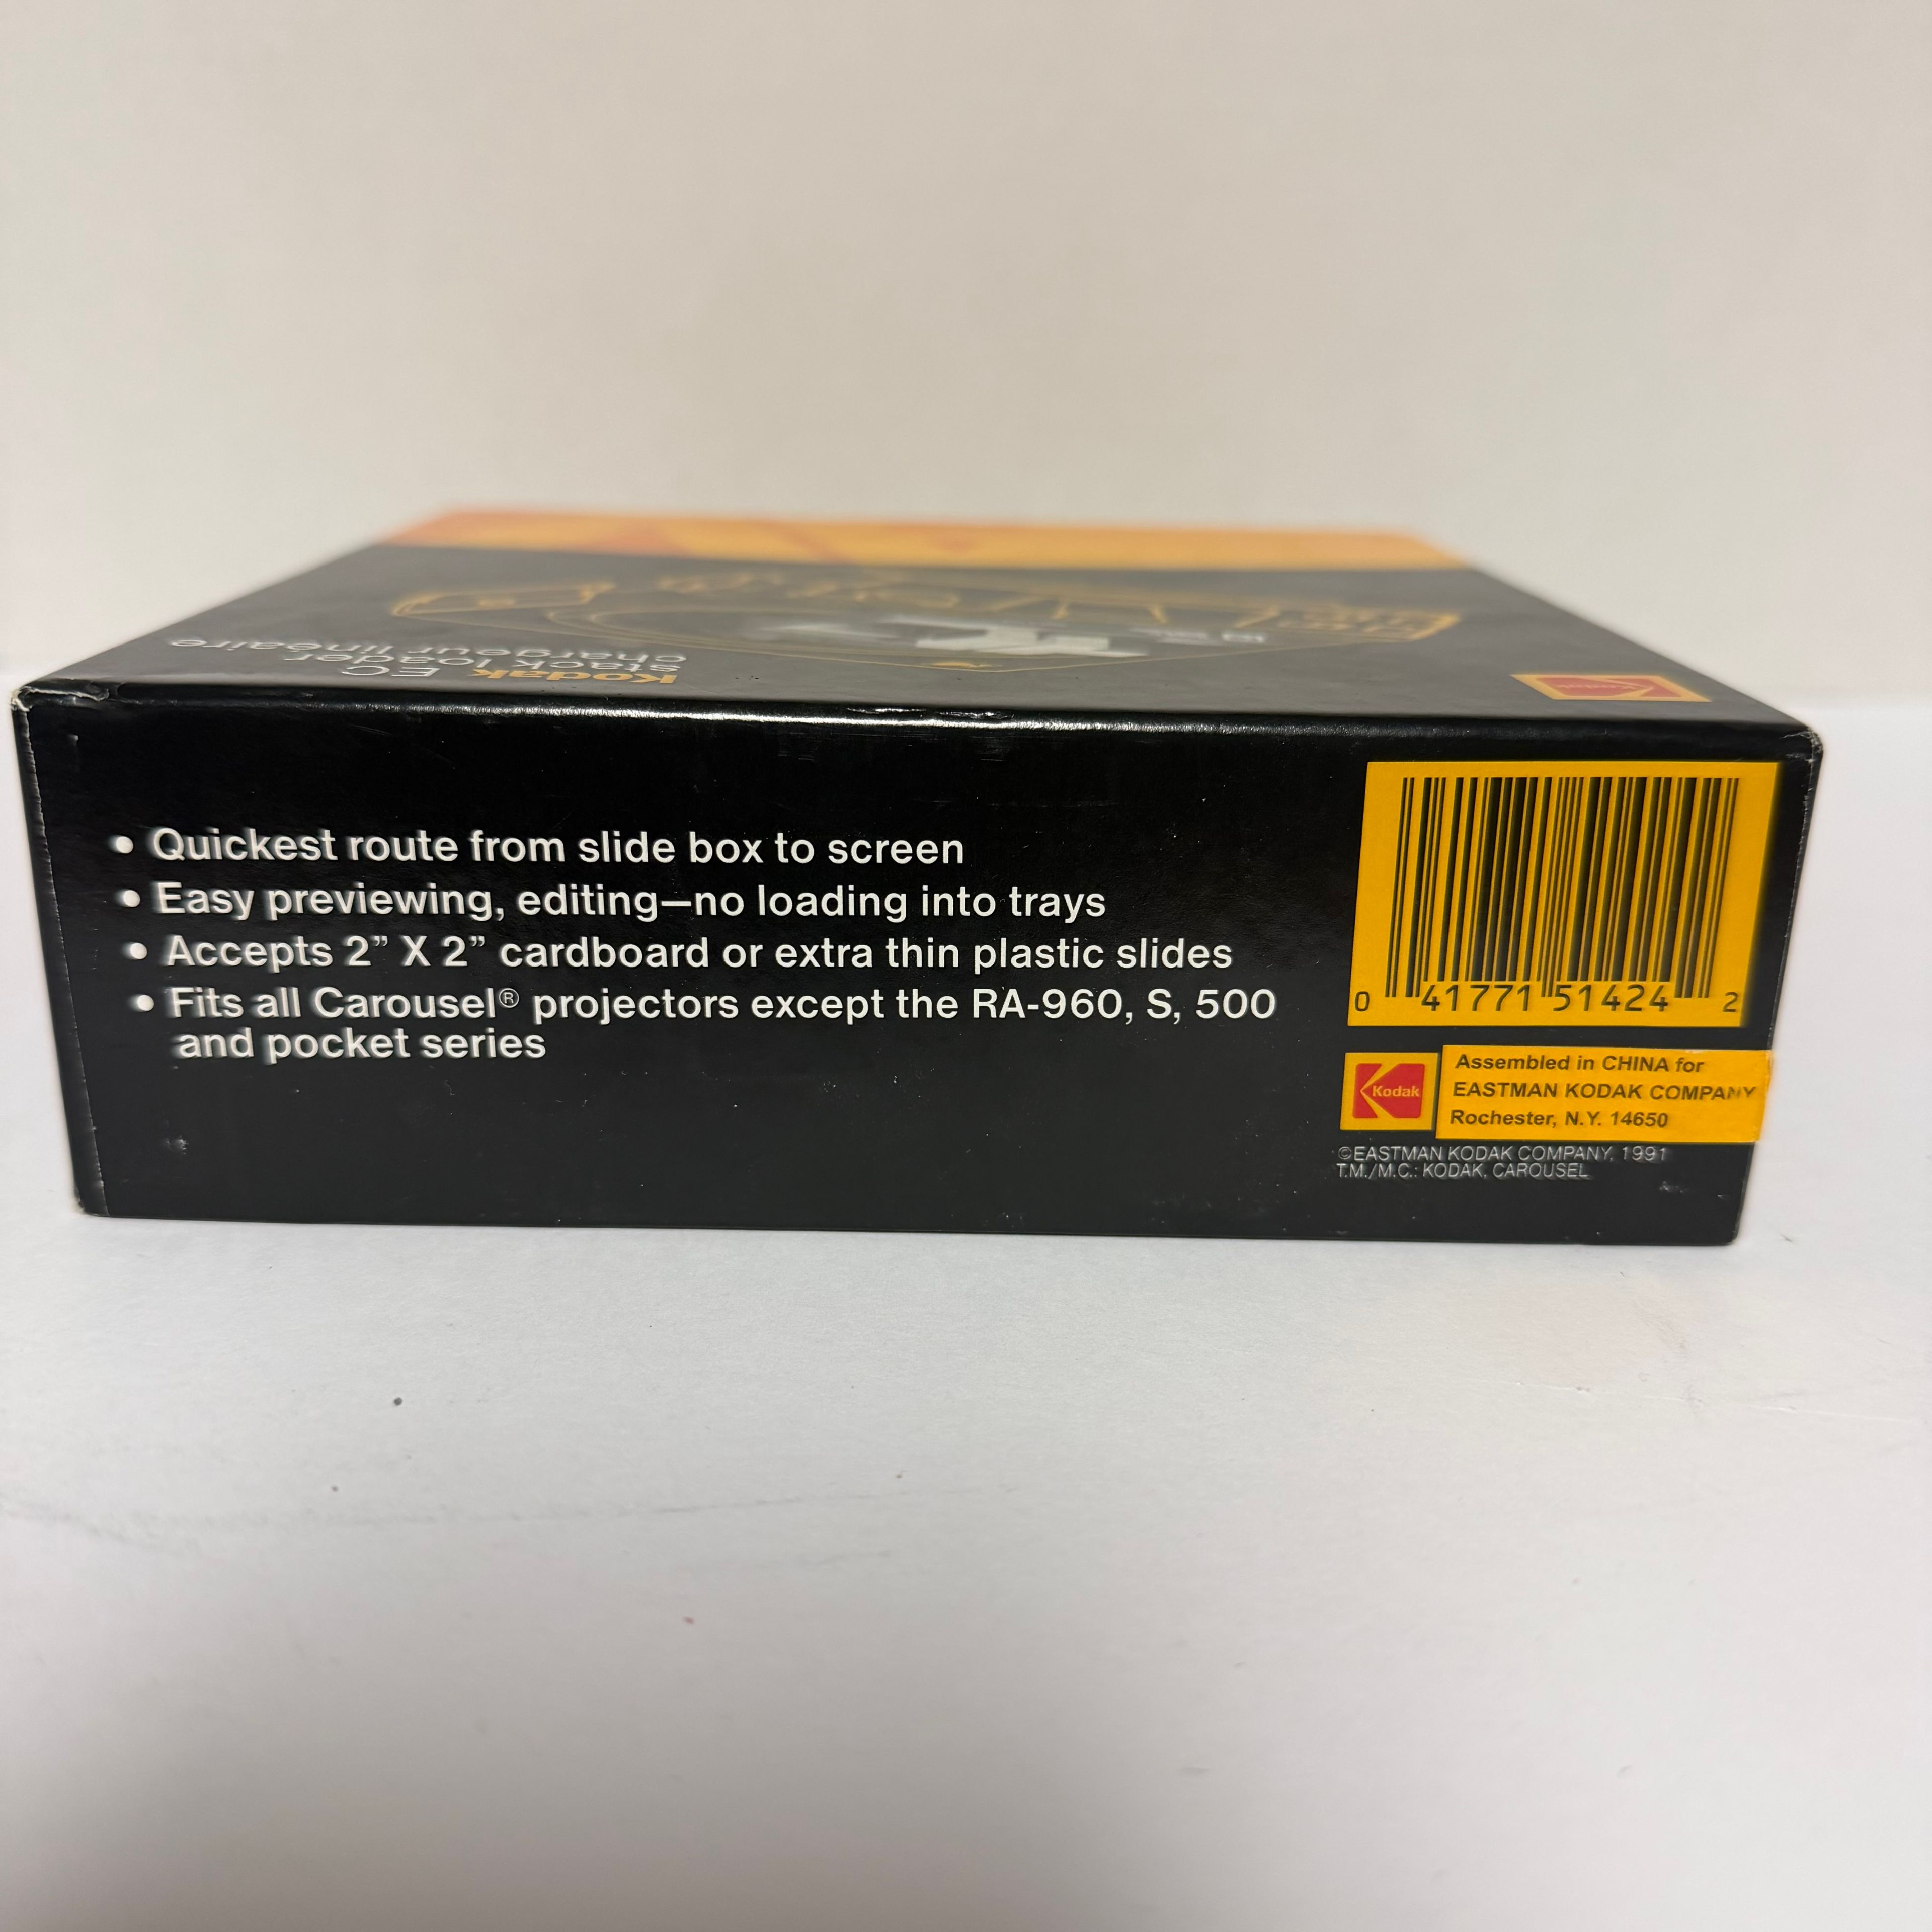 Kodak EC
stack loader
chargeur linéaire
Kodak
• Quickest route from slide box to screen
• Easy previewing, editing—no loading into trays
• Accepts 2” X 2” cardboard or extra thin plastic slides
• Fits all Carousel® projectors except the RA-960, S, 500
and pocket series
0 41771 51424 2
Kodak
Assembled in CHINA for
EASTMAN KODAK COMPANY
Rochester, N.Y. 14650
©EASTMAN KODAK COMPANY, 1991
T.M./M.C.: KODAK, CAROUSEL